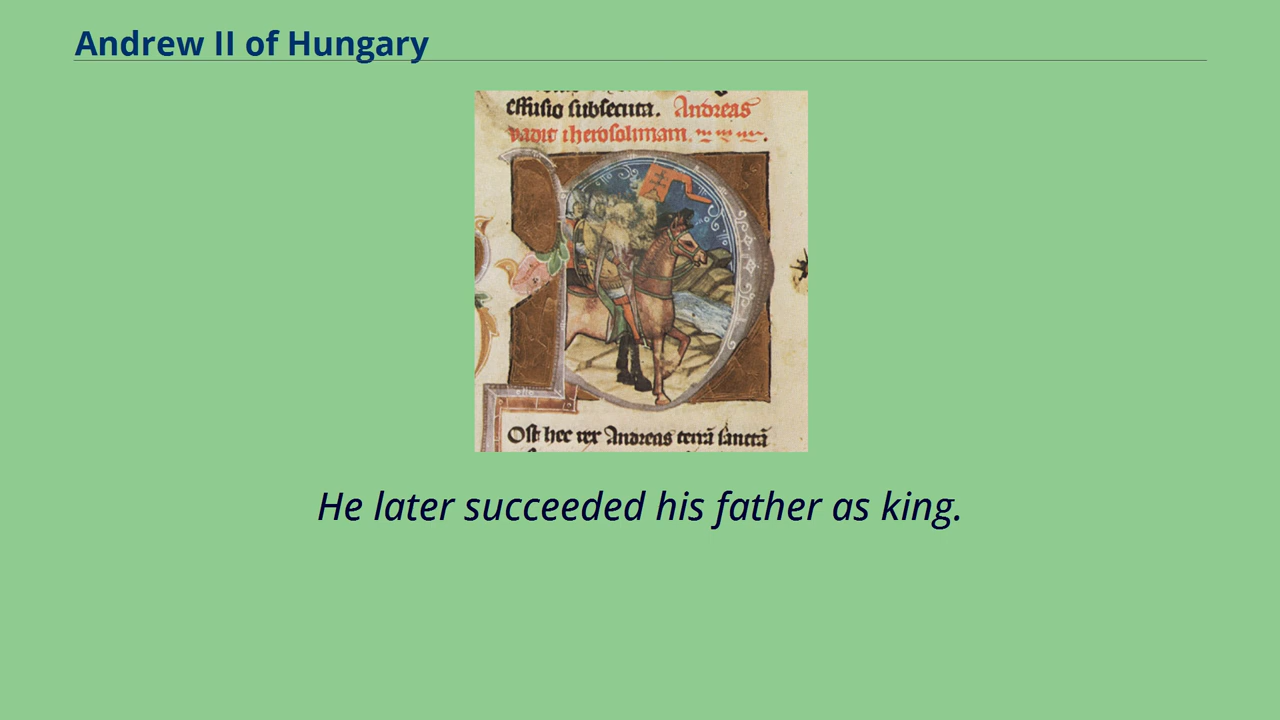 Andrew II of Hungary
effusio subsecuta. Andreas
vadit iherosolimam.
Ost hec rex Andreas terrā sanctā
He later succeeded his father as king.